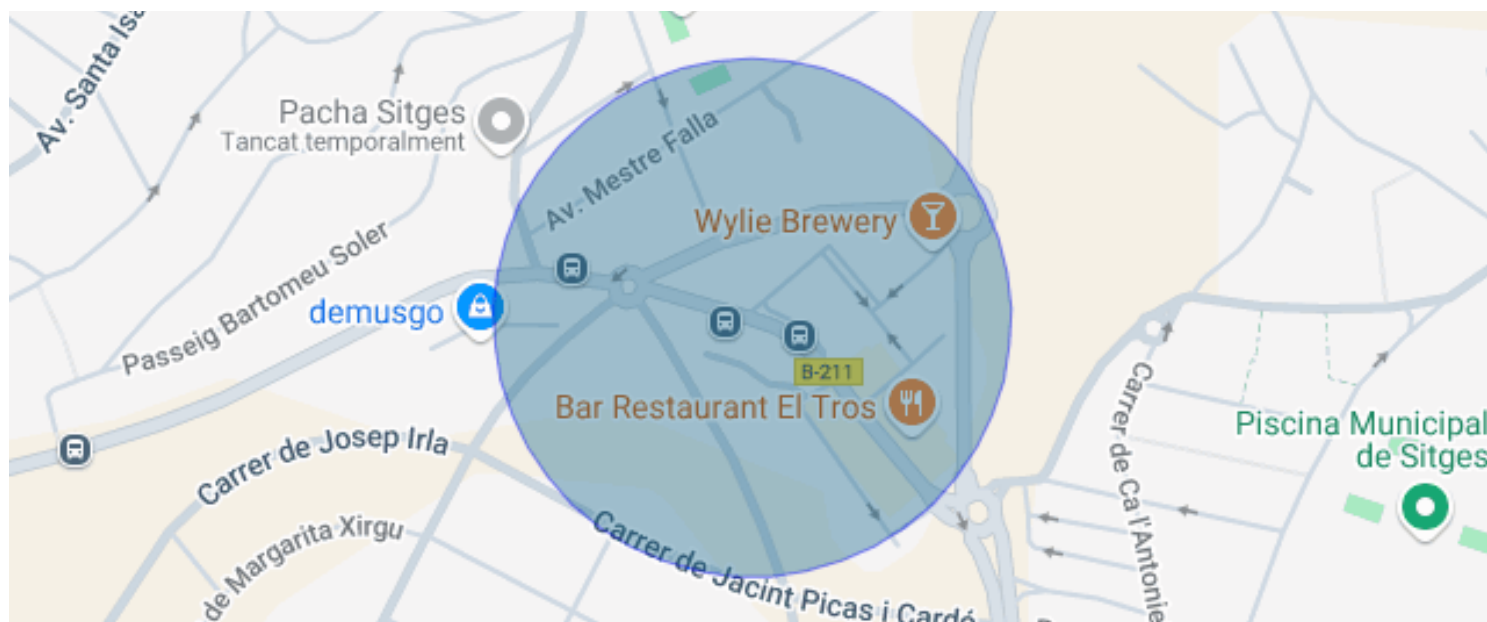 Av. Santa Isa
Pacha Sitges
Tancat temporalment
Av. Mestre Falla
Wylie Brewery
Passeig Bartomeu Soler
demusgo
B-211
Bar Restaurant El Tros
Carrer de Josep Irla
Carrer de Ca l'Antonie
Piscina Municipal
de Sitges
de Margarita Xirgu
Carrer de Jacint Picas i Cardó